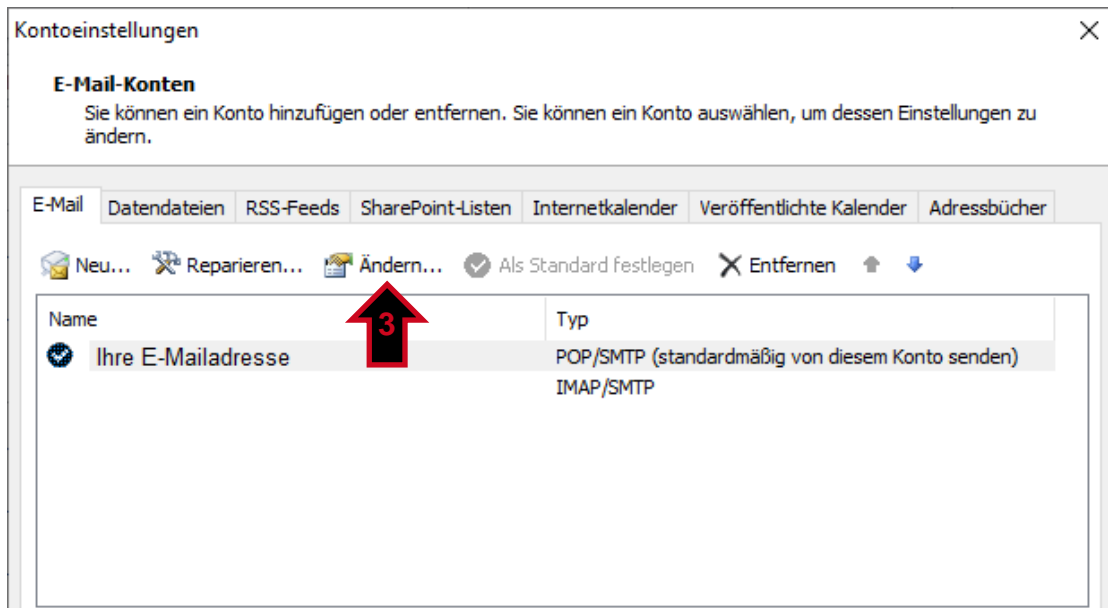 Kontoeinstellungen
E-Mail-Konten
Sie können ein Konto hinzufügen oder entfernen. Sie können ein Konto auswählen, um dessen Einstellungen zu
ändern.
E-Mail Datendateien RSS-Feeds SharePoint-Listen Internetkalender Veröffentlichte Kalender Adressbücher
Neu... Reparieren... Ändern... Als Standard festlegen Entfernen
3
Name Typ
Ihre E-Mailadresse POP/SMTP (standardmäßig von diesem Konto senden)
IMAP/SMTP